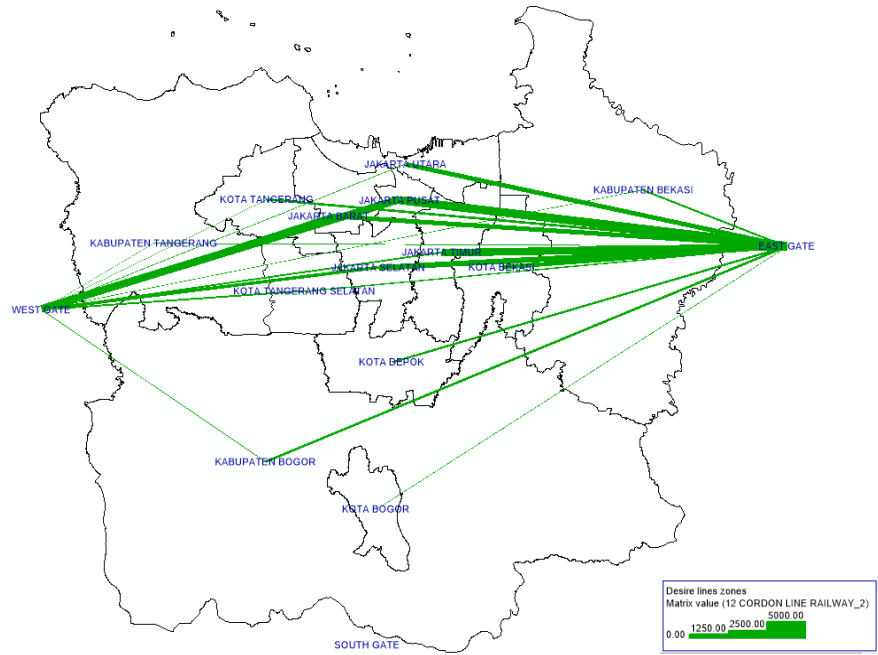 JAKARTA UTARA
KABUPATEN BEKASI
KOTA TANGERANG
JAKARTA PUSAT
JAKARTA BARAT
KABUPATEN TANGERANG
EAST GATE
JAKARTA TIMUR
JAKARTA SELATAN
KOTA BEKASI
KOTA TANGERANG SELATAN
WEST GATE
KOTA DEPOK
KABUPATEN BOGOR
KOTA BOGOR
SOUTH GATE
Desire lines zones
Matrix value (12 CORDON LINE RAILWAY_2)
0.00 1250.00 2500.00 5000.00